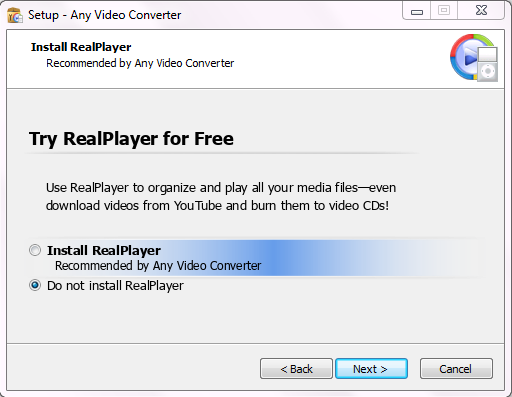 Setup - Any Video Converter
Install RealPlayer
Recommended by Any Video Converter
Try RealPlayer for Free
Use RealPlayer to organize and play all your media files—even
download videos from YouTube and burn them to video CDs!
Install RealPlayer
Recommended by Any Video Converter
Do not install RealPlayer
< Back
Next >
Cancel